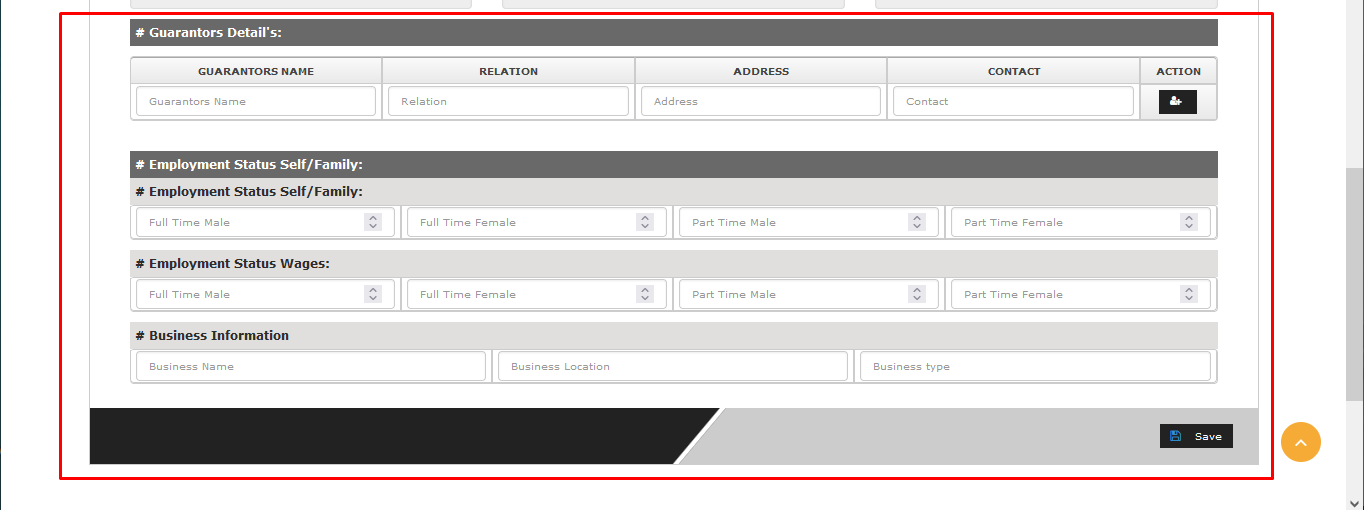 # Guarantors Detail's:
GUARANTORS NAME RELATION ADDRESS CONTACT ACTION
Guarantors Name Relation Address Contact
# Employment Status Self/Family:
# Employment Status Self/Family:
Full Time Male Full Time Female Part Time Male Part Time Female
# Employment Status Wages:
Full Time Male Full Time Female Part Time Male Part Time Female
# Business Information
Business Name Business Location Business type
Save